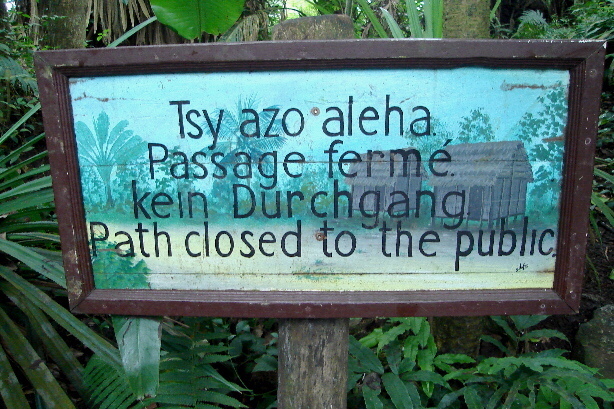 Tsy azo aleha.
Passage fermé.
kein Durchgang
Path closed to the public.